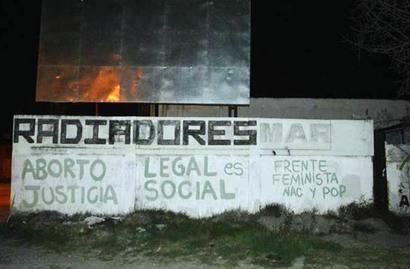 RADIADORES MAR
ABORTO LEGAL es
JUSTICIA SOCIAL
FRENTE
FEMINISTA
NAC Y POP